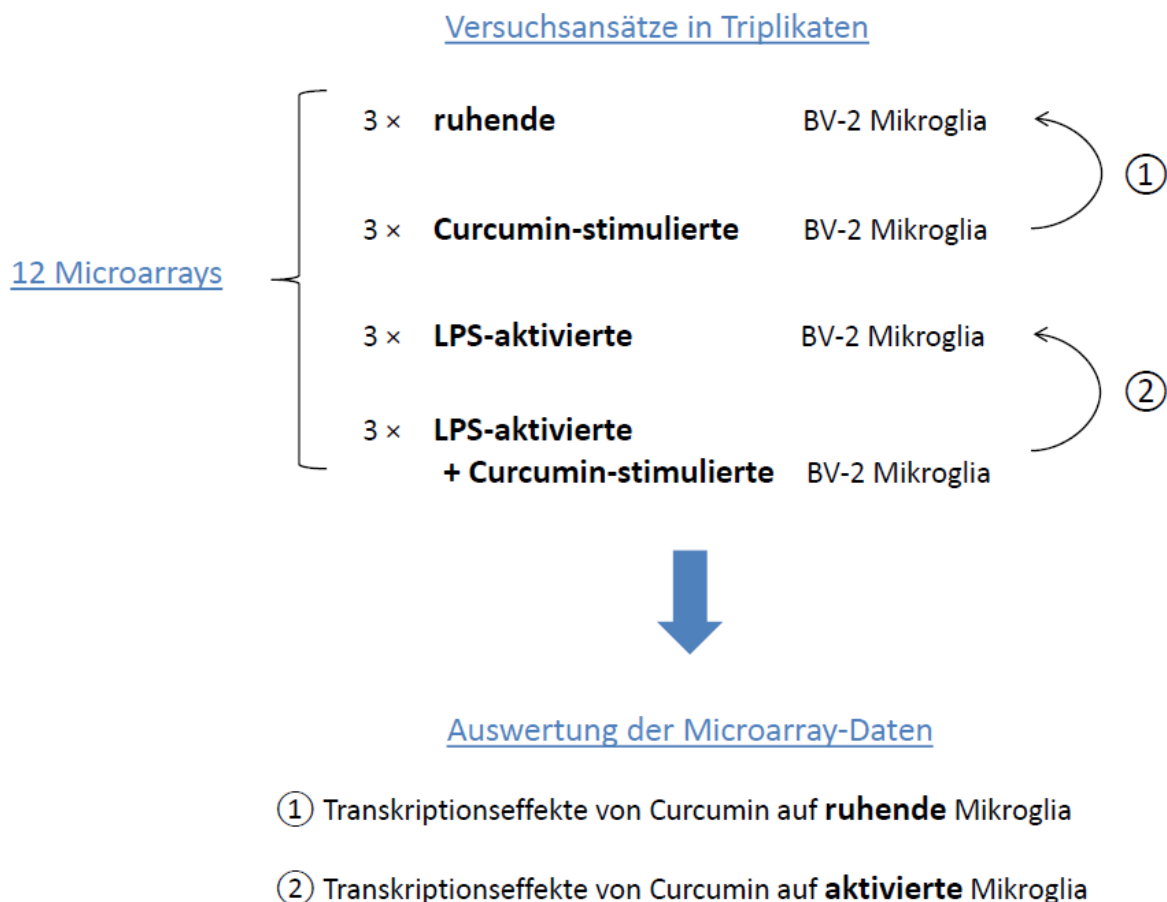 Versuchsansätze in Triplikaten
3 × ruhende BV-2 Mikroglia
①
3 × Curcumin-stimulierte BV-2 Mikroglia
12 Microarrays
3 × LPS-aktivierte BV-2 Mikroglia
②
3 × LPS-aktivierte
+ Curcumin-stimulierte BV-2 Mikroglia
Auswertung der Microarray-Daten
① Transkriptionseffekte von Curcumin auf ruhende Mikroglia
② Transkriptionseffekte von Curcumin auf aktivierte Mikroglia